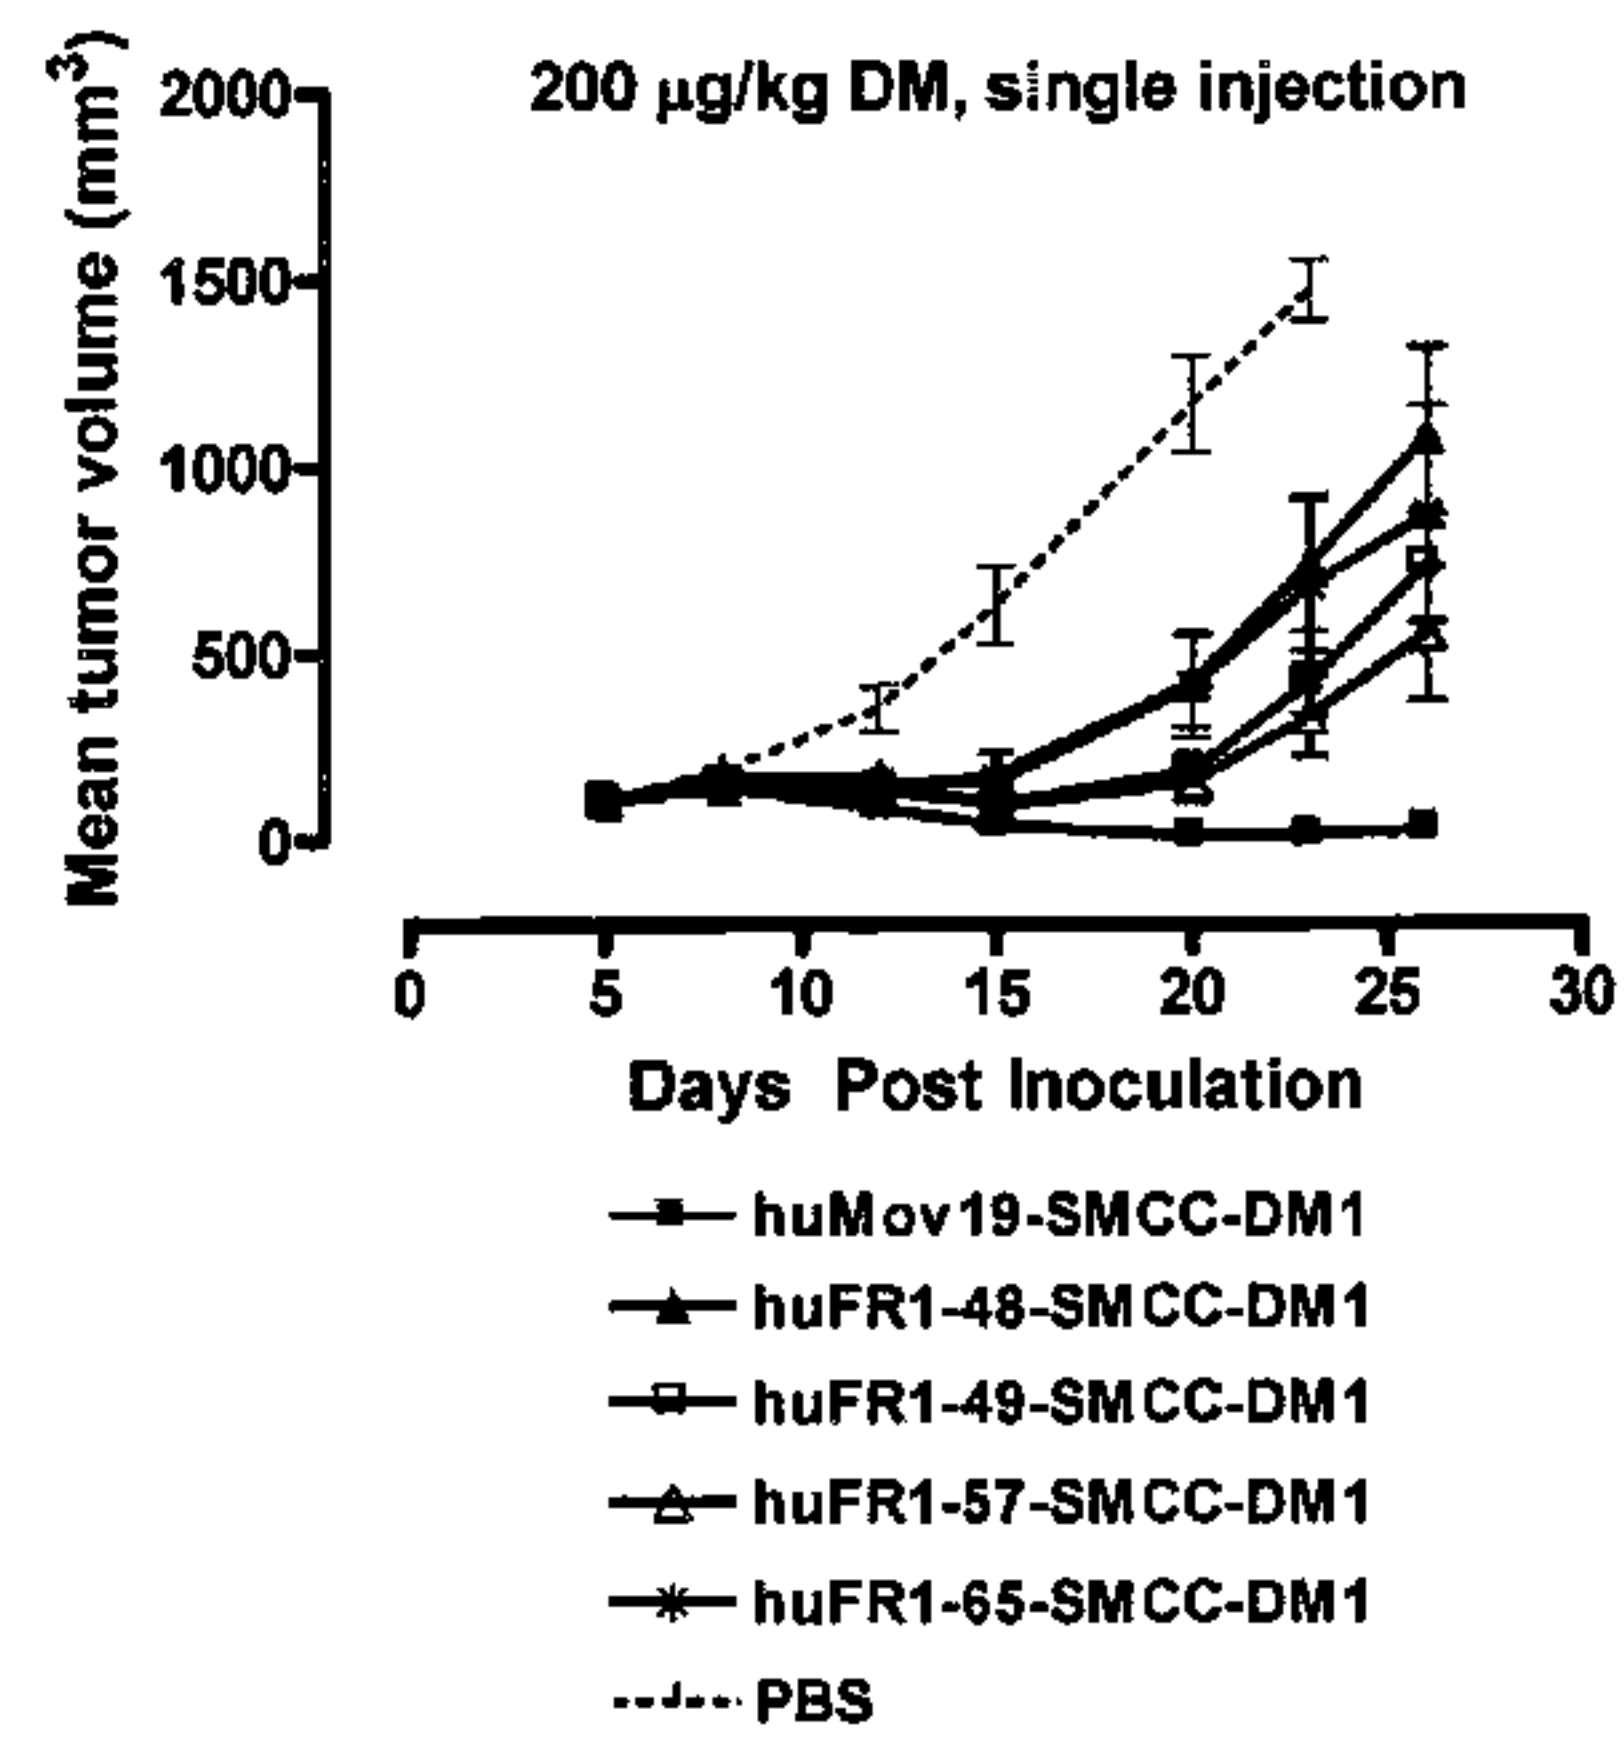 200 µg/kg DM, single injection
Mean tumor volume (mm³)
2000
1500
1000
500
0
0 5 10 15 20 25 30
Days Post Inoculation
huMov19-SMCC-DM1
huFR1-48-SMCC-DM1
huFR1-49-SMCC-DM1
huFR1-57-SMCC-DM1
huFR1-65-SMCC-DM1
PBS